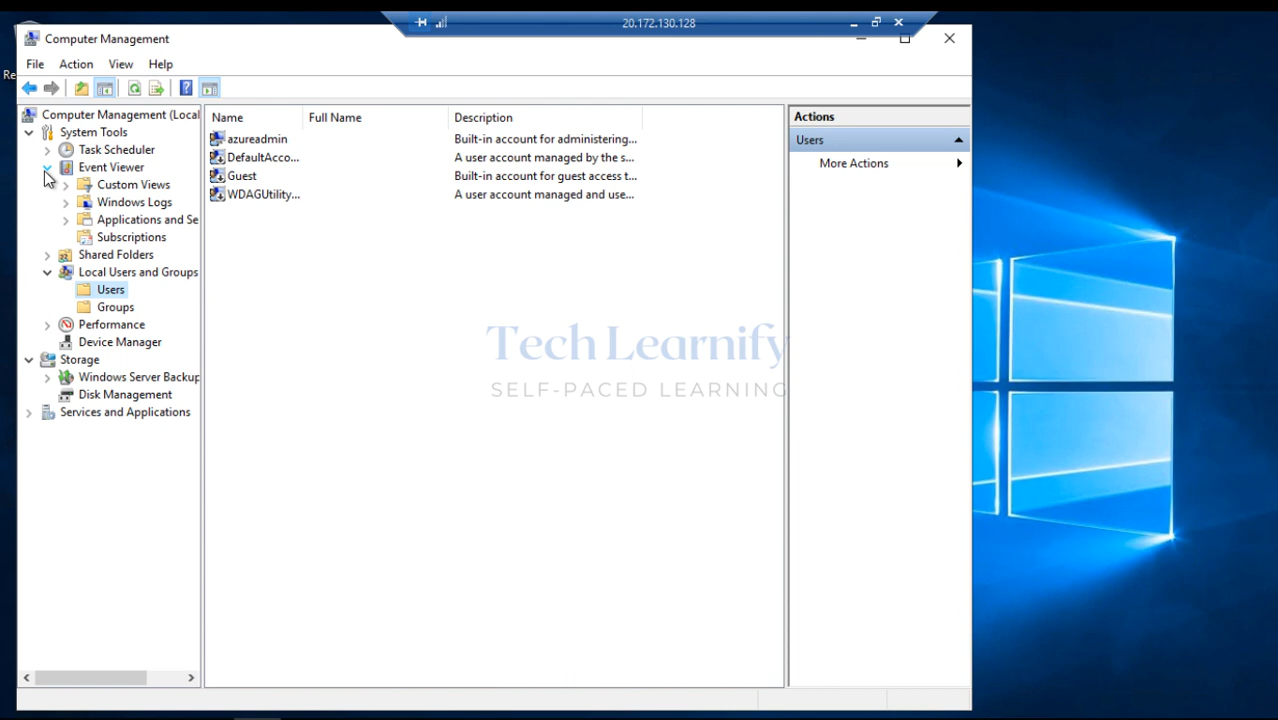 20.172.130.128
Computer Management
File Action View Help
Re
Computer Management (Local
System Tools
Task Scheduler
Event Viewer
Custom Views
Windows Logs
Applications and Se
Subscriptions
Shared Folders
Local Users and Groups
Users
Groups
Performance
Device Manager
Storage
Windows Server Backup
Disk Management
Services and Applications
Name Full Name Description
azureadmin Built-in account for administering...
DefaultAcco... A user account managed by the s...
Guest Built-in account for guest access t...
WDAGUtility... A user account managed and use...
Actions
Users
More Actions
Tech Learnify
SELF-PACED LEARNING